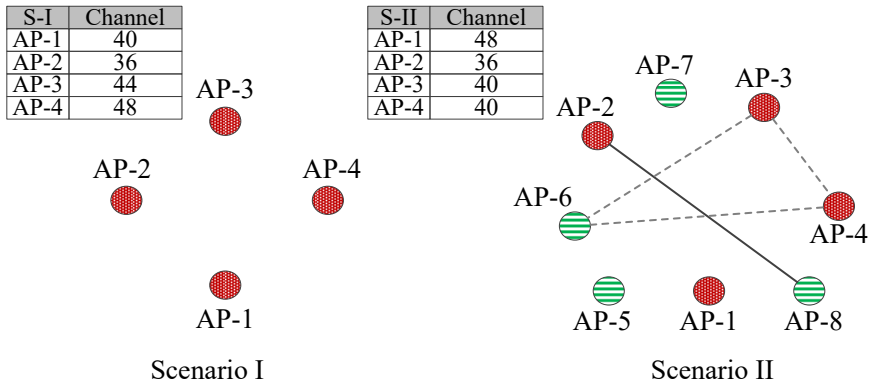 S-I Channel
AP-1 40
AP-2 36
AP-3 44
AP-4 48
AP-3
AP-2
AP-4
AP-1
Scenario I
S-II Channel
AP-1 48
AP-2 36
AP-3 40
AP-4 40
AP-7
AP-3
AP-2
AP-6
AP-4
AP-5
AP-1
AP-8
Scenario II